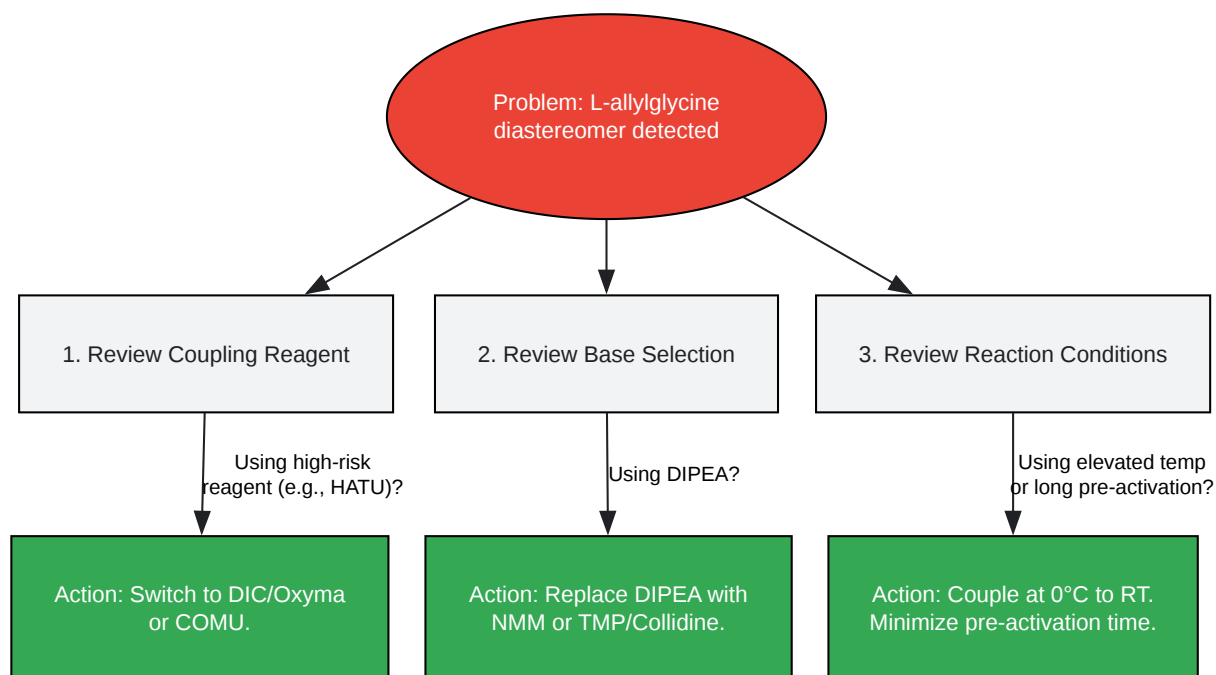 Problem: L-allylglycine
diastereomer detected
1. Review Coupling Reagent
2. Review Base Selection
3. Review Reaction Conditions
Using high-risk
reagent (e.g., HATU)?
Using DIPEA?
Using elevated temp
or long pre-activation?
Action: Switch to DIC/Oxyma
or COMU.
Action: Replace DIPEA with
NMM or TMP/Collidine.
Action: Couple at 0°C to RT.
Minimize pre-activation time.